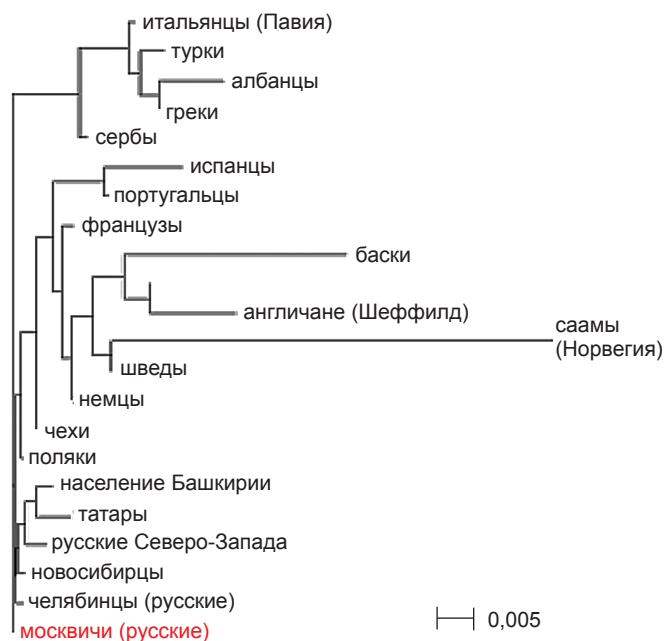 итальянцы (Павия)
турки
албанцы
греки
сербы
испанцы
португальцы
французы
баски
англичане (Шеффилд)
саамы
(Норвегия)
шведы
немцы
чехи
поляки
население Башкирии
татары
русские Северо-Запада
новосибирцы
челябинцы (русские)
0,005
москвичи (русские)